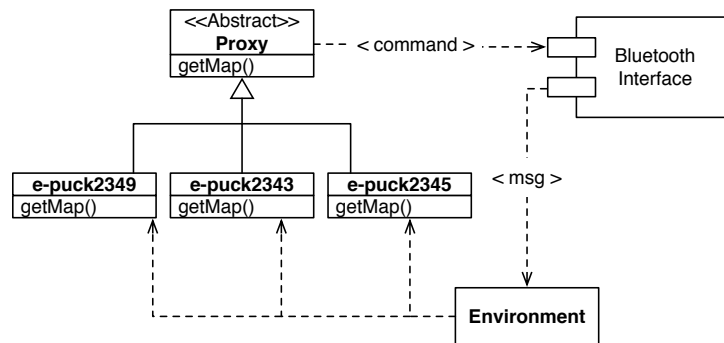 <<Abstract>>
Proxy
getMap()
< command >
Bluetooth
Interface
< msg >
e-puck2349
getMap()
e-puck2343
getMap()
e-puck2345
getMap()
Environment